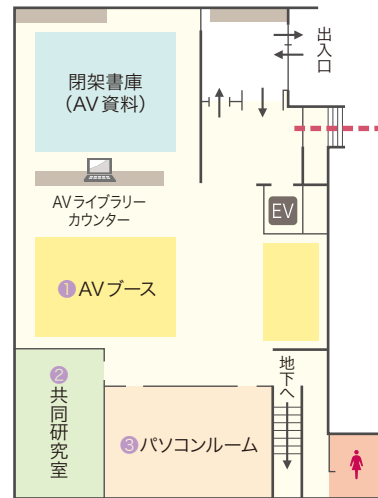 閉架書庫
（AV資料）
出入口
AVライブラリー
カウンター
EV
❶AVブース
地下へ
❷共同研究室
❸パソコンルーム